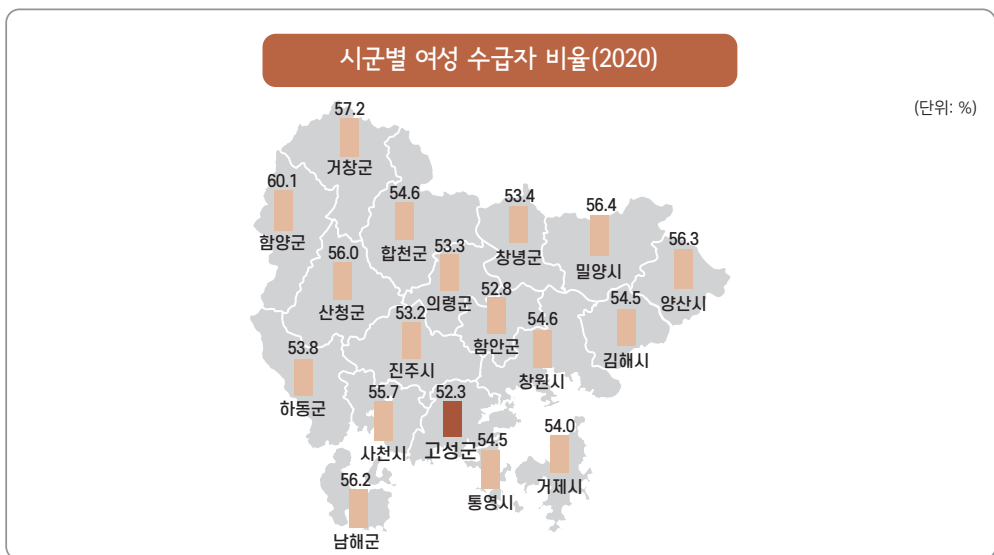 시군별 여성 수급자 비율(2020)
(단위: %)
57.2
거창군
60.1
함양군
54.6
합천군
53.4
창녕군
56.4
밀양시
56.3
양산시
56.0
산청군
53.3
의령군
52.8
함안군
54.5
김해시
53.2
진주시
54.6
창원시
53.8
하동군
55.7
사천시
52.3
고성군
54.5
통영시
54.0
거제시
56.2
남해군